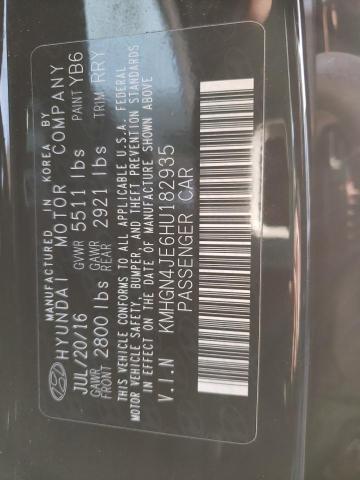 MANUFACTURED IN KOREA BY
HYUNDAI MOTOR COMPANY
JUL/20/16 GVWR 5511 lbs PAINT YB6
GAWR FRONT 2800 lbs GAWR REAR 2921 lbs TRIM RRY
THIS VEHICLE CONFORMS TO ALL APPLICABLE U.S.A. FEDERAL
MOTOR VEHICLE SAFETY, BUMPER, AND THEFT PREVENTION STANDARDS
IN EFFECT ON THE DATE OF MANUFACTURE SHOWN ABOVE
V.I.N KMHGN4JE6HU182935
PASSENGER CAR